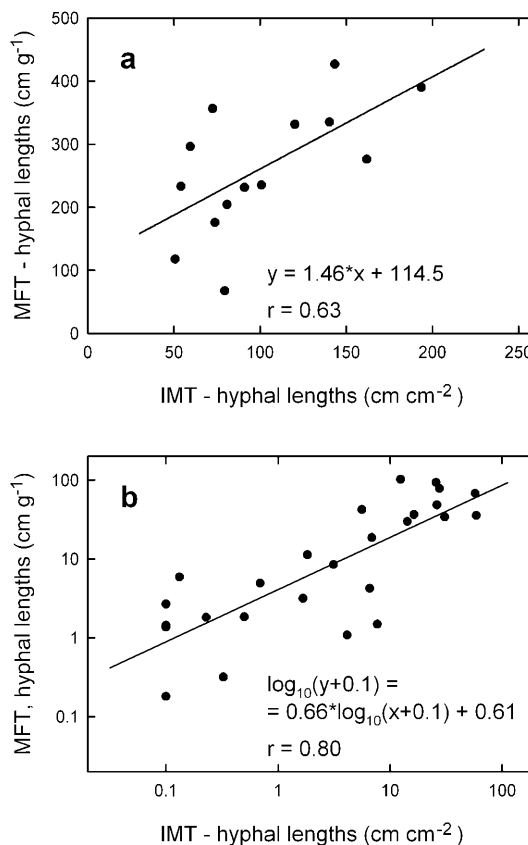 a
500
400
300
200
100
0
MFT - hyphal lengths (cm g⁻¹)
y = 1.46*x + 114.5
r = 0.63
0 50 100 150 200 250
IMT - hyphal lengths (cm cm⁻²)
b
100
10
1
0.1
MFT, hyphal lengths (cm g⁻¹)
log₁₀(y+0.1) =
= 0.66*log₁₀(x+0.1) + 0.61
r = 0.80
0.1 1 10 100
IMT - hyphal lengths (cm cm⁻²)